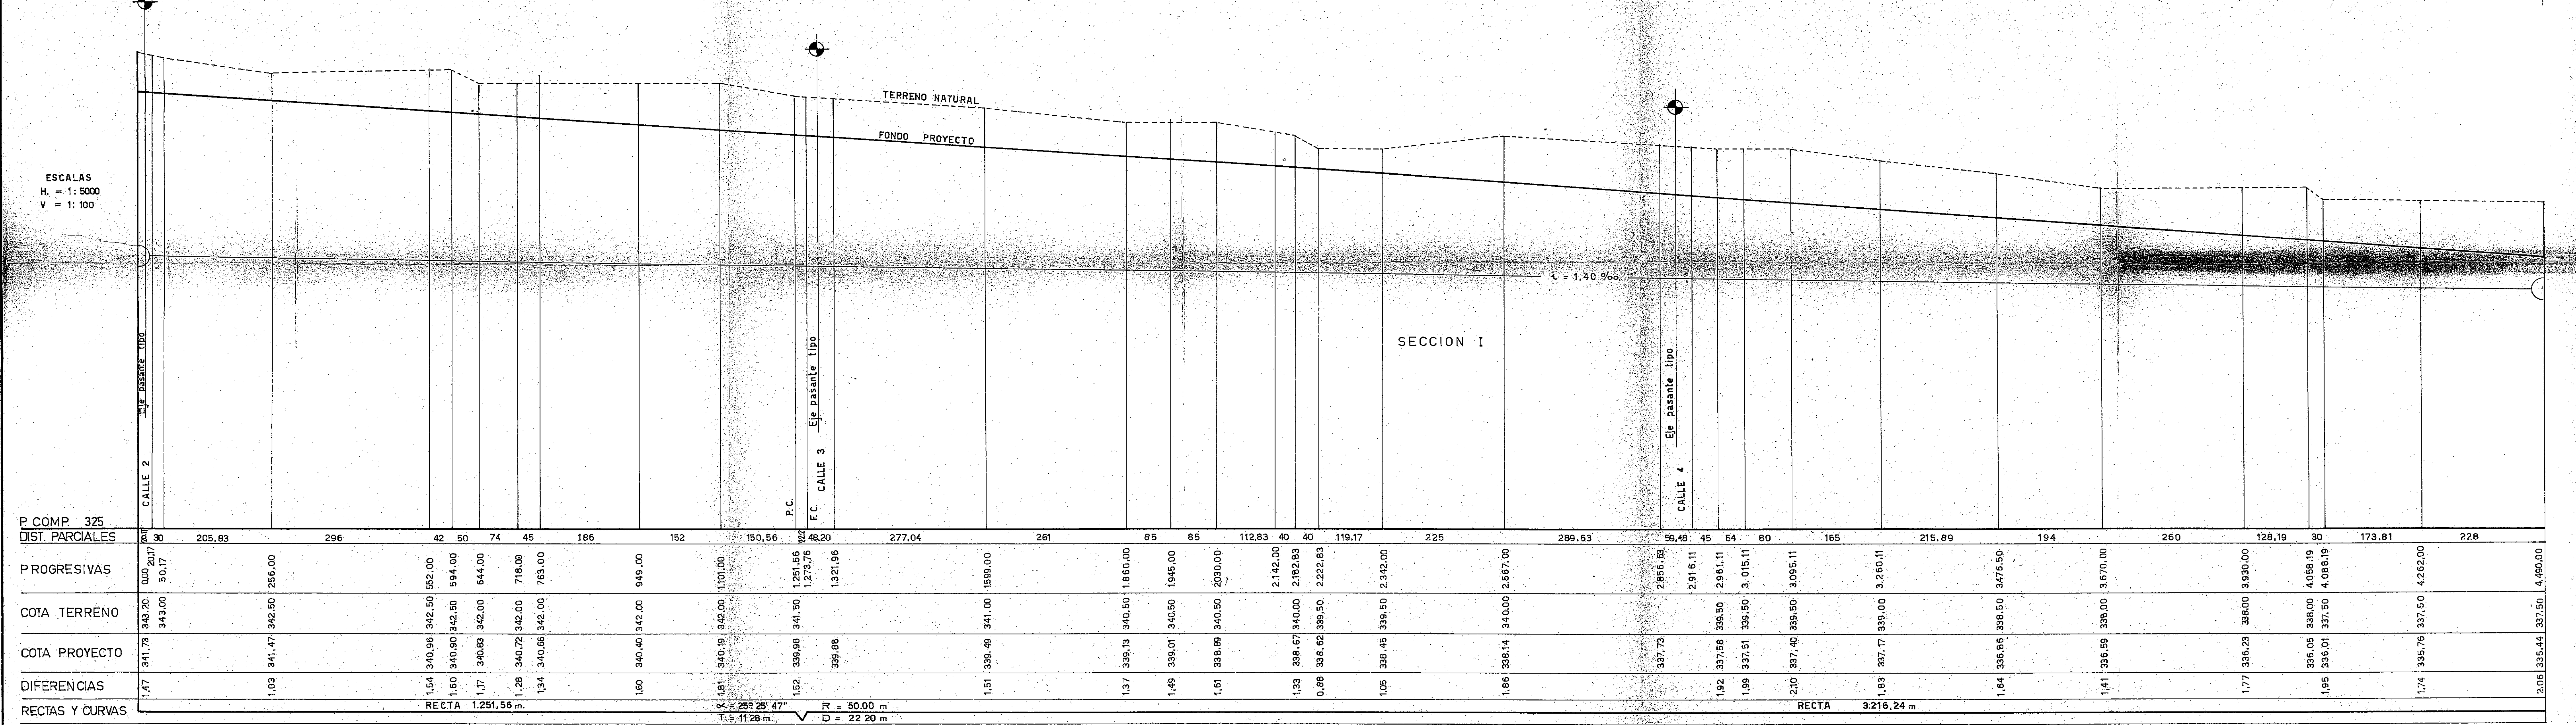 TERRENO NATURAL
FONDO PROYECTO
ESCALAS
H. = 1: 5000
V = 1: 100
i = 1,40 ‰
SECCION I
CALLE 2 Eje pasante tipo
P.C.
F.C. CALLE 3 Eje pasante tipo
CALLE 4 Eje pasante tipo
P. COMP. 325
DIST. PARCIALES 30 205,83 296 42 50 74 45 186 152 150,56 48,20 277,04 261 85 85 112,83 40 40 119,17 225 289,63 59,48 45 54 80 165 215,89 194 260 128,19 30 173,81 228
PROGRESIVAS 0,00 20,17 50,17 256,00 552,00 594,00 644,00 718,00 763,00 949,00 1.101,00 1.251,56 1.273,76 1.321,96 1.599,00 1.860,00 1.945,00 2.030,00 2.142,00 2.182,83 2.222,83 2.342,00 2.567,00 2.856,63 2.916,11 2.961,11 3.015,11 3.095,11 3.260,11 3.476,50 3.670,00 3.930,00 4.058,19 4.088,19 4.262,00 4.490,00
COTA TERRENO 343,20 343,00 342,50 342,50 342,50 342,00 342,00 342,00 342,00 342,00 341,50 341,00 340,50 340,50 340,50 340,00 339,50 339,50 340,00 339,50 339,50 339,50 339,00 338,50 338,00 338,00 338,00 337,50 337,50 337,50
COTA PROYECTO 341,73 341,47 340,96 340,90 340,83 340,72 340,66 340,40 340,19 339,98 339,88 339,49 339,13 339,01 338,89 338,67 338,62 338,45 338,14 337,73 337,58 337,51 337,40 337,17 336,86 336,59 336,23 336,05 336,01 335,76 335,44
DIFERENCIAS 1,47 1,03 1,54 1,60 1,17 1,28 1,34 1,60 1,81 1,52 1,51 1,37 1,49 1,61 1,33 0,88 1,05 1,86 1,92 1,99 2,10 1,83 1,64 1,41 1,77 1,95 1,74 2,06
RECTAS Y CURVAS RECTA 1.251,56 m. α = 25º 25' 47" R = 50.00 m RECTA 3.216,24 m
T = 11 28 m. D = 22 20 m